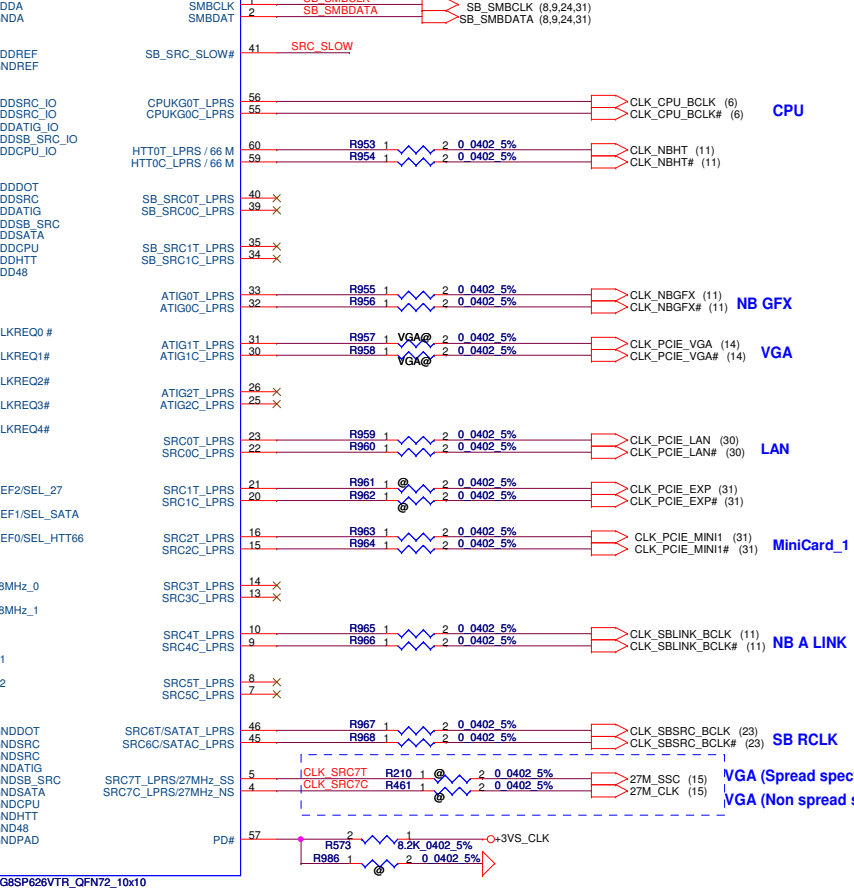 DDA SMBCLK 1 SB_SMBCLK SB_SMBCLK (8,9,24,31)
NDA SMBDAT 2 SB_SMBDATA SB_SMBDATA (8,9,24,31)
DDREF SB_SRC_SLOW# 41 SRC_SLOW
NDREF
DDSRC_IO CPUKG0T_LPRS 56 CLK_CPU_BCLK (6)
DDSRC_IO CPUKG0C_LPRS 55 CLK_CPU_BCLK# (6) CPU
DDATIG_IO
DDSB_SRC_IO
DDCPU_IO HTT0T_LPRS / 66 M 60 R953 1 2 0_0402_5% CLK_NBHT (11)
HTT0C_LPRS / 66 M 59 R954 1 2 0_0402_5% CLK_NBHT# (11)
DDDOT
DDSRC SB_SRC0T_LPRS 40
DDATIG SB_SRC0C_LPRS 39
DDSB_SRC
DDSATA
DDCPU SB_SRC1T_LPRS 35
DDHTT SB_SRC1C_LPRS 34
DD48
ATIG0T_LPRS 33 R955 1 2 0_0402_5% CLK_NBGFX (11)
ATIG0C_LPRS 32 R956 1 2 0_0402_5% CLK_NBGFX# (11) NB GFX
LKREQ0 #
ATIG1T_LPRS 31 R957 1 VGA@ 2 0_0402_5% CLK_PCIE_VGA (14)
LKREQ1# ATIG1C_LPRS 30 R958 1 VGA@ 2 0_0402_5% CLK_PCIE_VGA# (14) VGA
LKREQ2#
ATIG2T_LPRS 26
LKREQ3# ATIG2C_LPRS 25
LKREQ4#
SRC0T_LPRS 23 R959 1 2 0_0402_5% CLK_PCIE_LAN (30)
SRC0C_LPRS 22 R960 1 2 0_0402_5% CLK_PCIE_LAN# (30) LAN
EF2/SEL_27 SRC1T_LPRS 21 R961 1 @ 2 0_0402_5% CLK_PCIE_EXP (31)
SRC1C_LPRS 20 R962 1 @ 2 0_0402_5% CLK_PCIE_EXP# (31)
EF1/SEL_SATA
EF0/SEL_HTT66 SRC2T_LPRS 16 R963 1 2 0_0402_5% CLK_PCIE_MINI1 (31)
SRC2C_LPRS 15 R964 1 2 0_0402_5% CLK_PCIE_MINI1# (31) MiniCard_1
8MHz_0 SRC3T_LPRS 14
SRC3C_LPRS 13
8MHz_1
SRC4T_LPRS 10 R965 1 2 0_0402_5% CLK_SBLINK_BCLK (11)
SRC4C_LPRS 9 R966 1 2 0_0402_5% CLK_SBLINK_BCLK# (11) NB A LINK
1
2 SRC5T_LPRS 8
SRC5C_LPRS 7
NDDOT SRC6T/SATAT_LPRS 46 R967 1 2 0_0402_5% CLK_SBSRC_BCLK (23)
NDSRC SRC6C/SATAC_LPRS 45 R968 1 2 0_0402_5% CLK_SBSRC_BCLK# (23) SB RCLK
NDSRC
NDATIG
NDSB_SRC SRC7T_LPRS/27MHz_SS 5 CLK_SRC7T R210 1 @ 2 0_0402_5% 27M_SSC (15) VGA (Spread spec
NDSATA SRC7C_LPRS/27MHz_NS 4 CLK_SRC7C R461 1 @ 2 0_0402_5% 27M_CLK (15) VGA (Non spread s
NDCPU
NDHTT
ND48
NDPAD PD# 57 2 1 +3VS_CLK
R573 8.2K_0402_5%
R986 1 @ 2 0_0402_5%
G8SP626VTR_QFN72_10x10